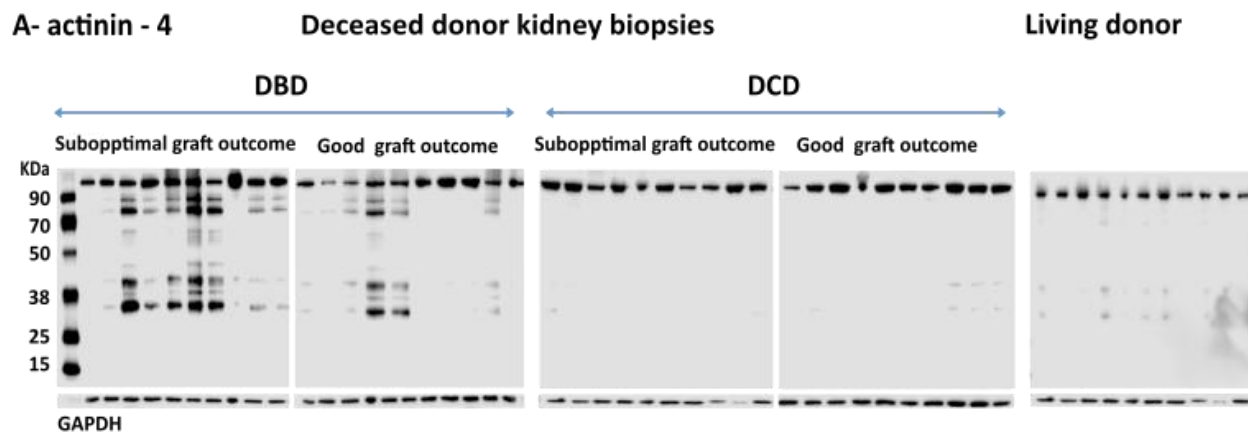 A- actinin - 4 Deceased donor kidney biopsies Living donor
DBD DCD
Subopptimal graft outcome Good graft outcome Subopptimal graft outcome Good graft outcome
KDa
90
70
50
38
25
15
GAPDH